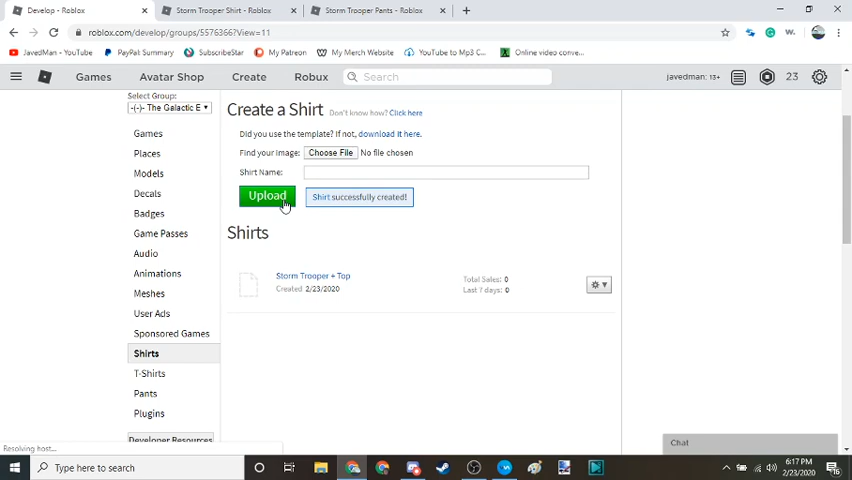 Develop - Roblox
Storm Trooper Shirt - Roblox
Storm Trooper Pants - Roblox
roblox.com/develop/groups/5576366?View=11
JavedMan - YouTube
PayPal Summary
SubscribeStar
My Patreon
My Merch Website
YouTube to Mp3 C...
Online video conve...
Games
Avatar Shop
Create
Robux
Search
javedman: 13+
23
Select Group:
-(-)- The Galactic E
Games
Places
Models
Decals
Badges
Game Passes
Audio
Animations
Meshes
User Ads
Sponsored Games
Shirts
T-Shirts
Pants
Plugins
Developer Resources
Create a Shirt Don't know how? Click here
Did you use the template? If not, download it here.
Find your image: Choose File No file chosen
Shirt Name:
Upload
Shirt successfully created!
Shirts
Storm Trooper + Top
Created 2/23/2020
Total Sales: 0
Last 7 days: 0
Chat
Resolving host...
Type here to search
6:17 PM
2/23/2020